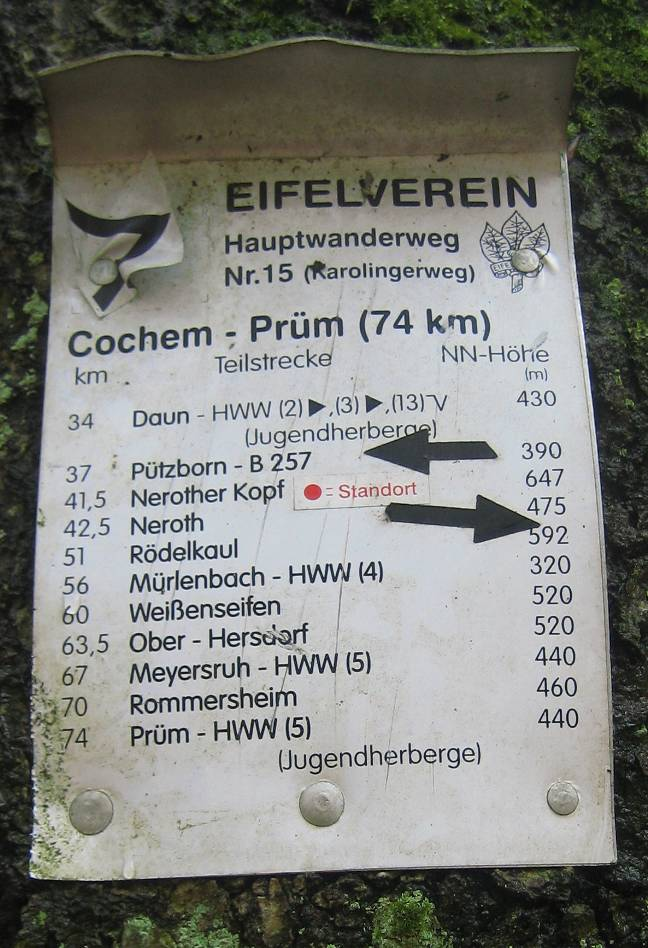 EIFELVEREIN
Hauptwanderweg
Nr.15 (Karolingerweg)
Cochem - Prüm (74 km)
km Teilstrecke NN-Höhe
(m)
34 Daun - HWW (2) ▶,(3) ▶,(13) V 430
(Jugendherberge)
37 Pützborn - B 257 390
41,5 Nerother Kopf 647
● = Standort
42,5 Neroth 475
51 Rödelkaul 592
56 Mürlenbach - HWW (4) 320
60 Weißenseifen 520
63,5 Ober - Hersdorf 520
67 Meyersruh - HWW (5) 440
70 Rommersheim 460
74 Prüm - HWW (5) 440
(Jugendherberge)